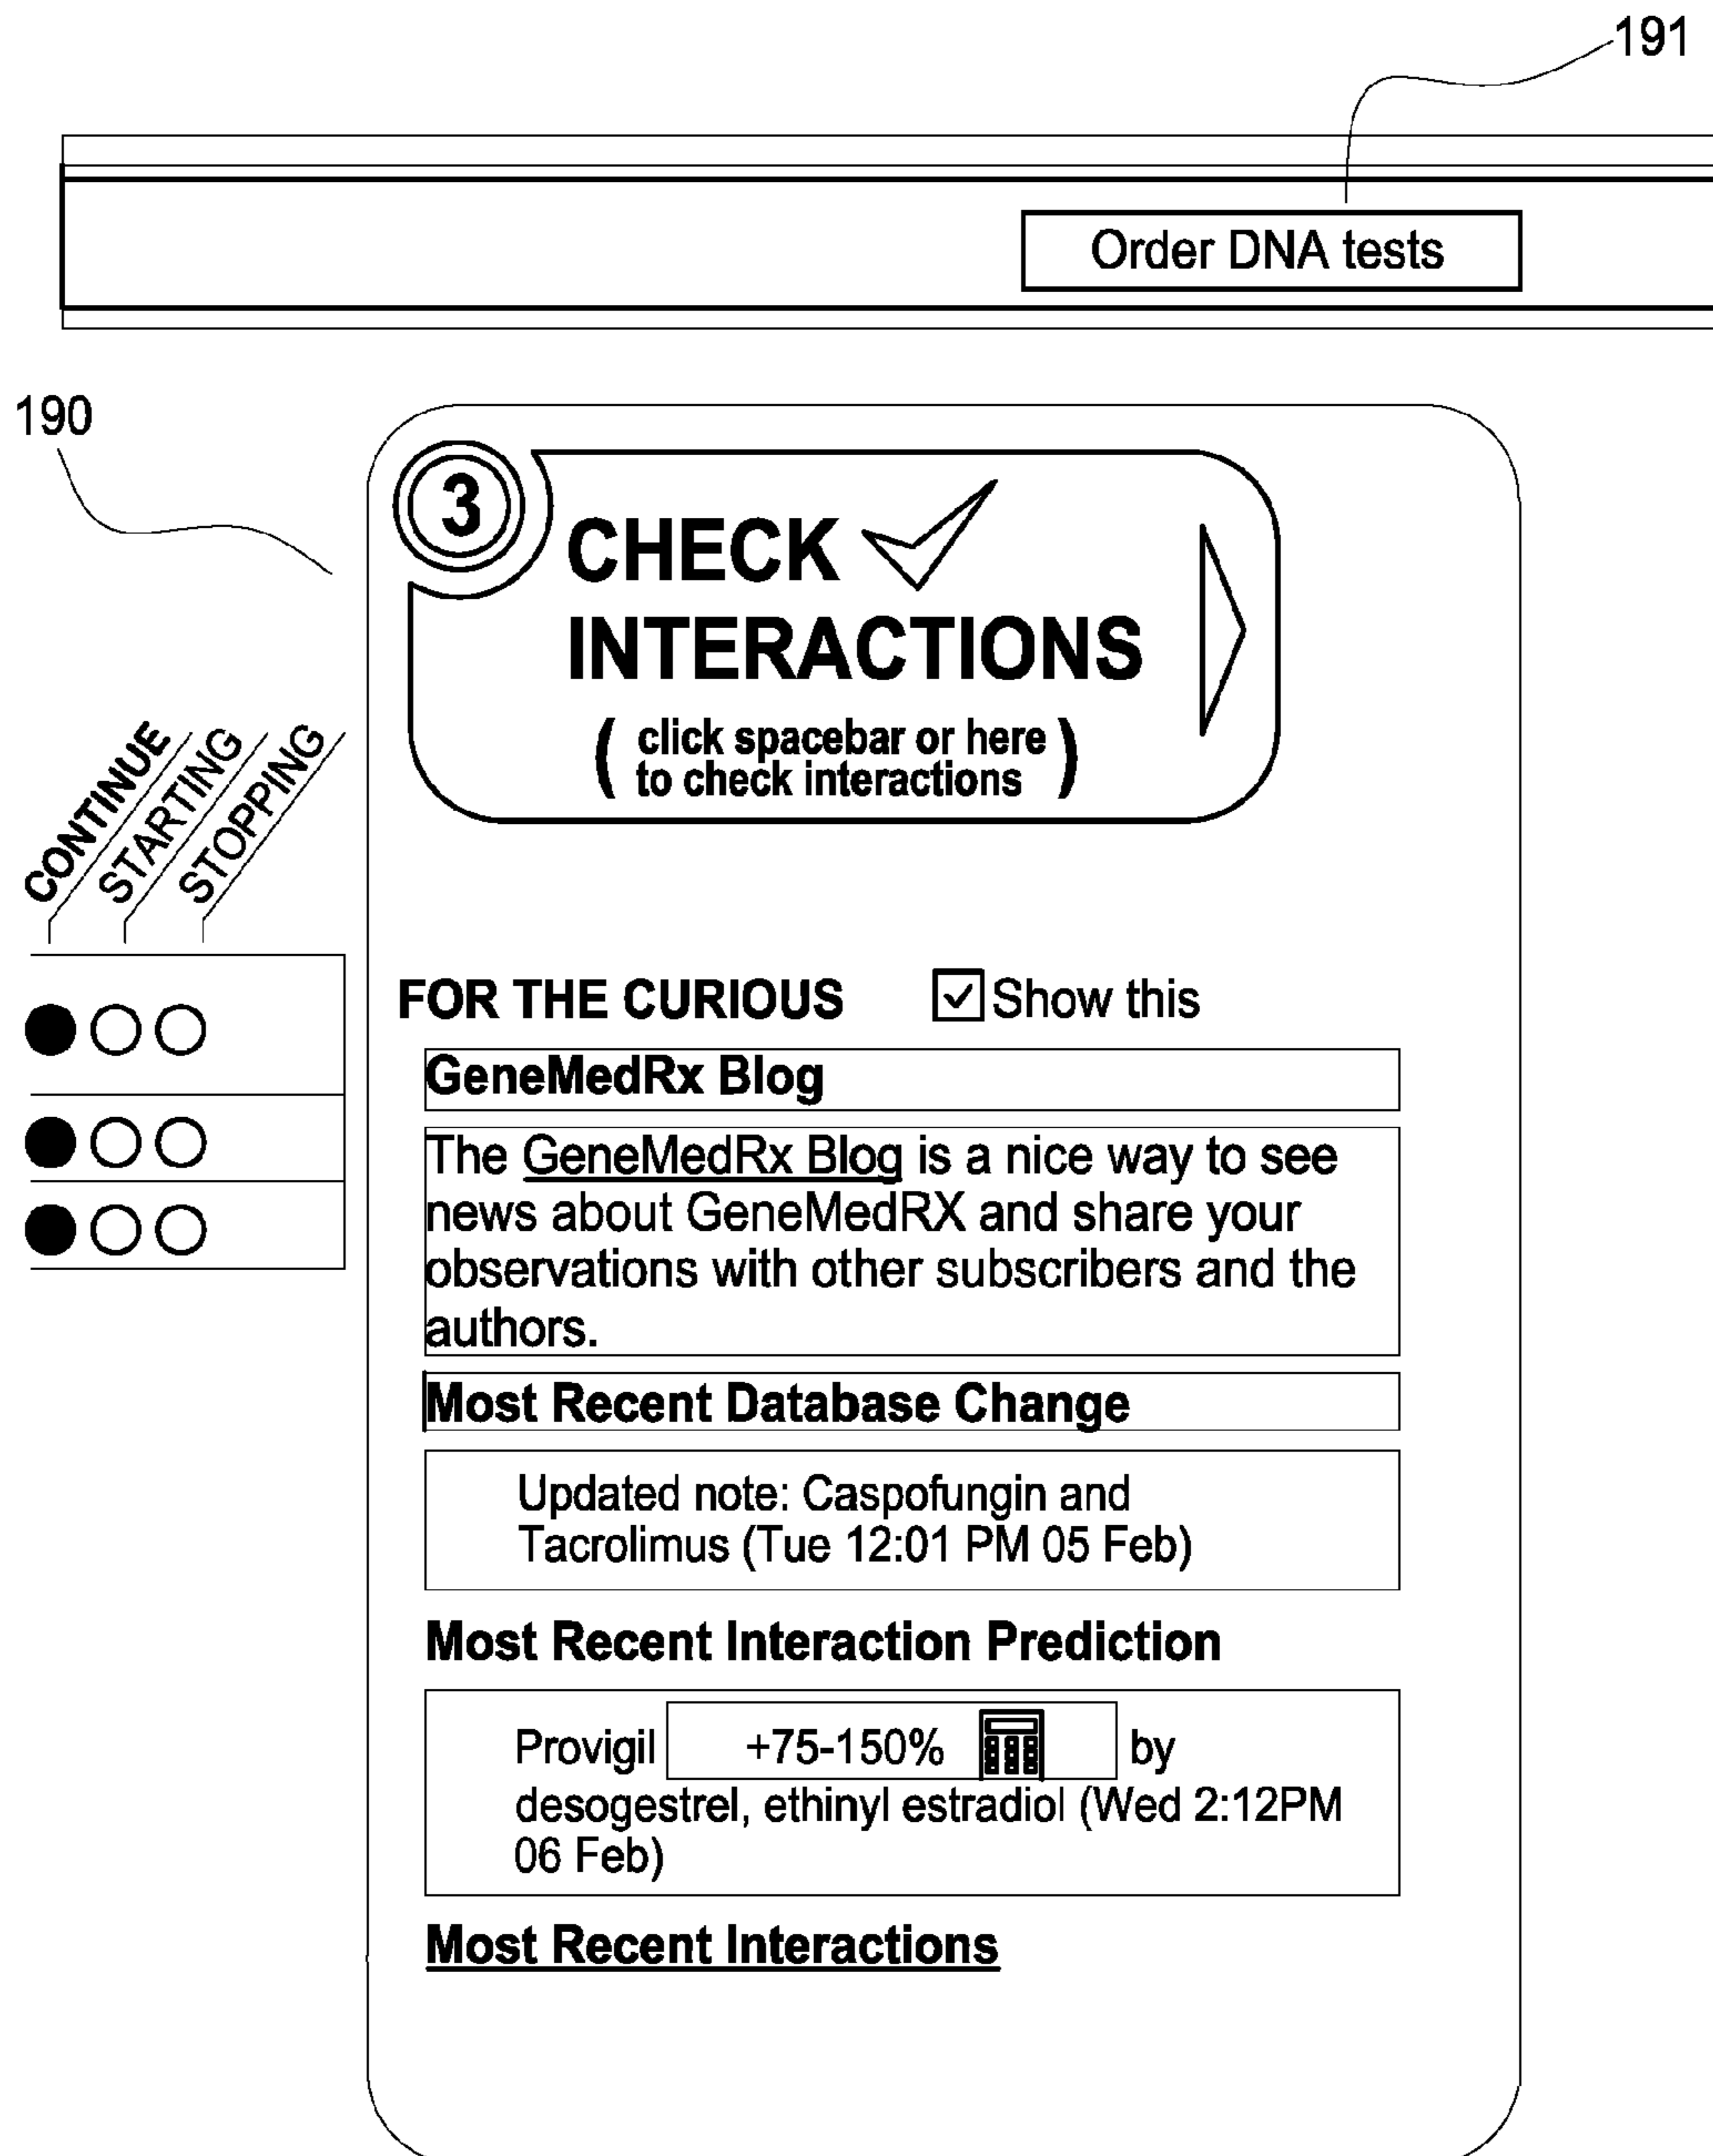 191
Order DNA tests
190
3
CHECK
INTERACTIONS
( click spacebar or here )
to check interactions
CONTINUE
STARTING
STOPPING
FOR THE CURIOUS Show this
GeneMedRx Blog
The GeneMedRx Blog is a nice way to see
news about GeneMedRX and share your
observations with other subscribers and the
authors.
Most Recent Database Change
Updated note: Caspofungin and
Tacrolimus (Tue 12:01 PM 05 Feb)
Most Recent Interaction Prediction
Provigil +75-150% by
desogestrel, ethinyl estradiol (Wed 2:12PM
06 Feb)
Most Recent Interactions